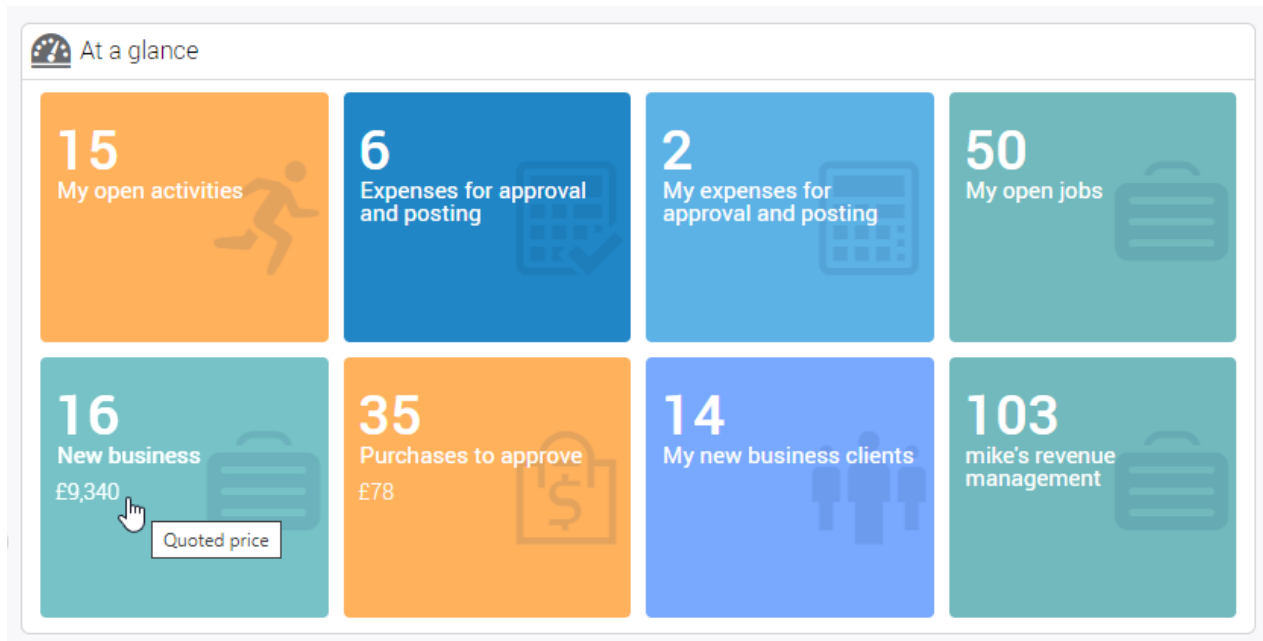 At a glance
15
My open activities
6
Expenses for approval
and posting
2
My expenses for
approval and posting
50
My open jobs
16
New business
£9,340
Quoted price
35
Purchases to approve
£78
$
14
My new business clients
103
mike's revenue
management